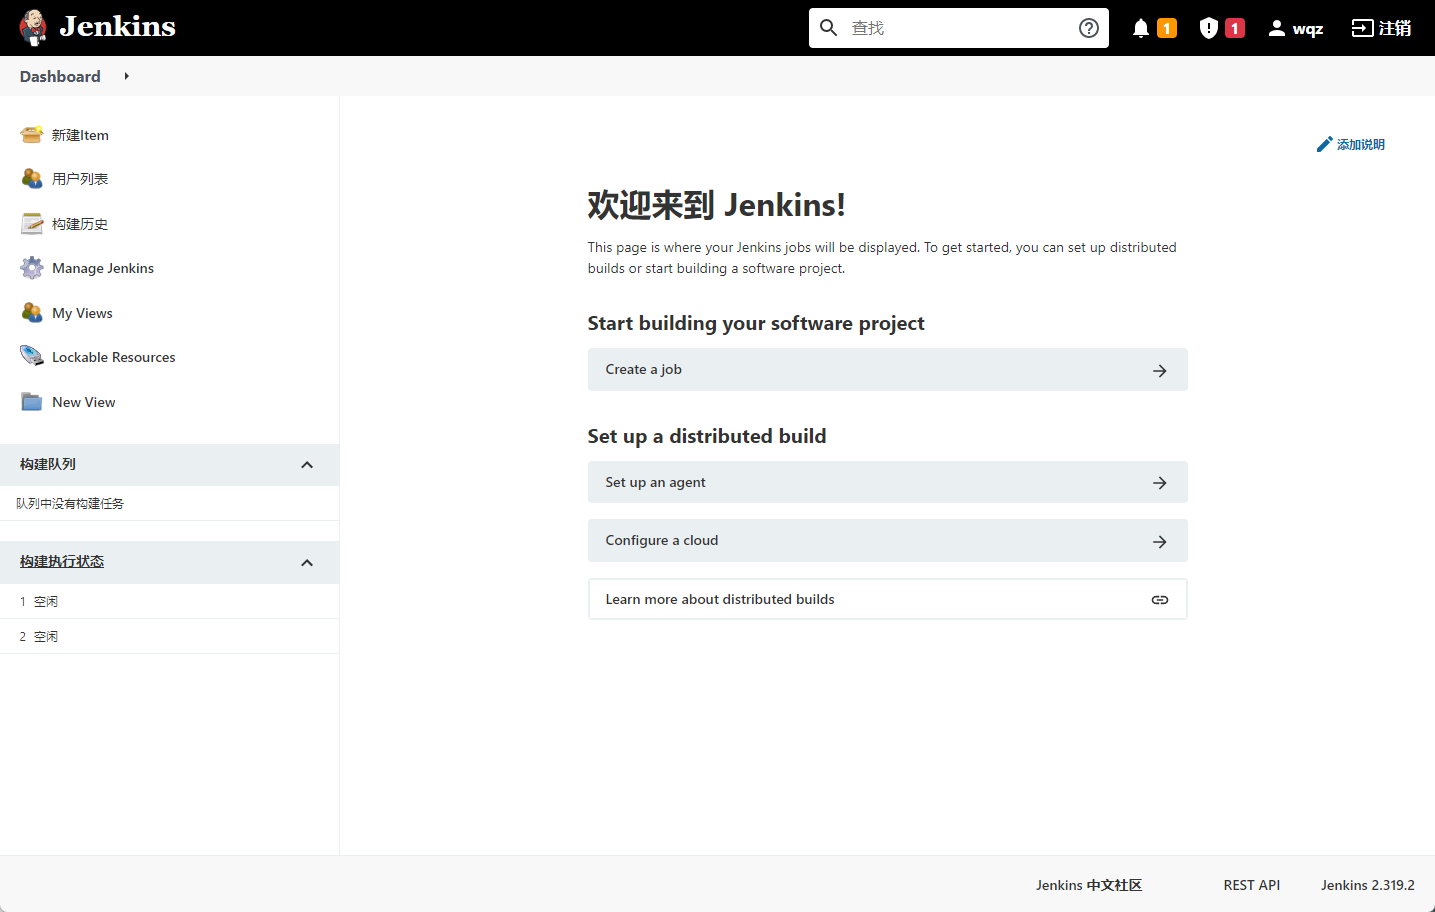 Jenkins
查找
1
1
wqz
注销
Dashboard
新建Item
用户列表
构建历史
Manage Jenkins
My Views
Lockable Resources
New View
构建队列
队列中没有构建任务
构建执行状态
1 空闲
2 空闲
添加说明
欢迎来到 Jenkins!
This page is where your Jenkins jobs will be displayed. To get started, you can set up distributed
builds or start building a software project.
Start building your software project
Create a job
Set up a distributed build
Set up an agent
Configure a cloud
Learn more about distributed builds
Jenkins 中文社区
REST API
Jenkins 2.319.2